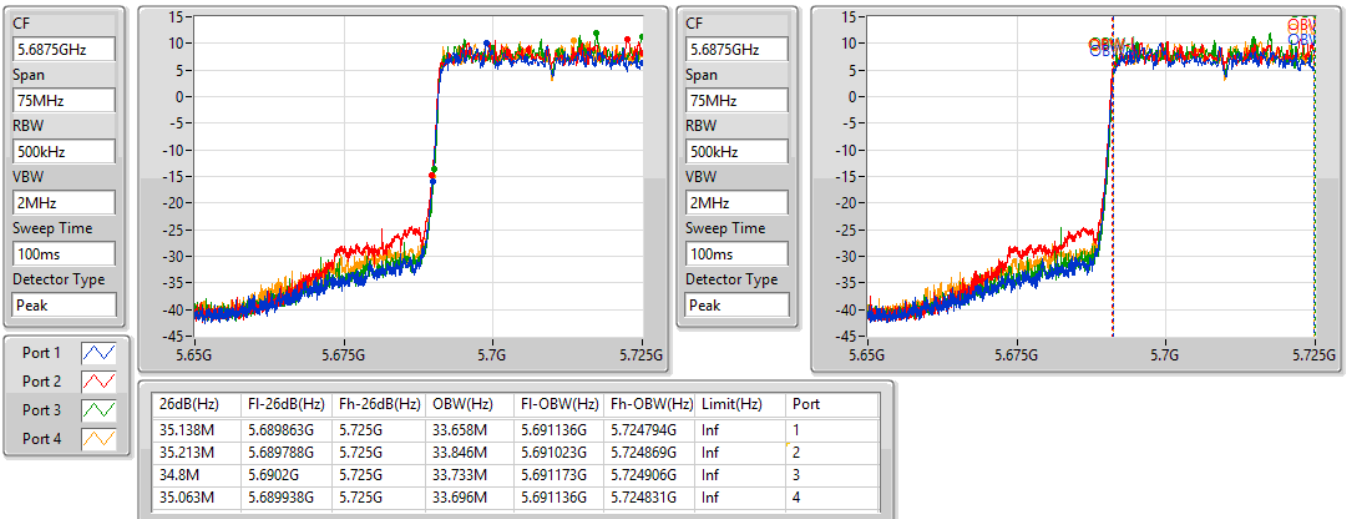 CF
5.6875GHz
Span
75MHz
RBW
500kHz
VBW
2MHz
Sweep Time
100ms
Detector Type
Peak
15
10
5
0
-5
-10
-15
-20
-25
-30
-35
-40
-45
5.65G 5.675G 5.7G 5.725G
CF
5.6875GHz
Span
75MHz
RBW
500kHz
VBW
2MHz
Sweep Time
100ms
Detector Type
Peak
15
10
5
0
-5
-10
-15
-20
-25
-30
-35
-40
-45
5.65G 5.675G 5.7G 5.725G
Port 1
Port 2
Port 3
Port 4
26dB(Hz) Fl-26dB(Hz) Fh-26dB(Hz) OBW(Hz) Fl-OBW(Hz) Fh-OBW(Hz) Limit(Hz) Port
35.138M 5.689863G 5.725G 33.658M 5.691136G 5.724794G Inf 1
35.213M 5.689788G 5.725G 33.846M 5.691023G 5.724869G Inf 2
34.8M 5.6902G 5.725G 33.733M 5.691173G 5.724906G Inf 3
35.063M 5.689938G 5.725G 33.696M 5.691136G 5.724831G Inf 4